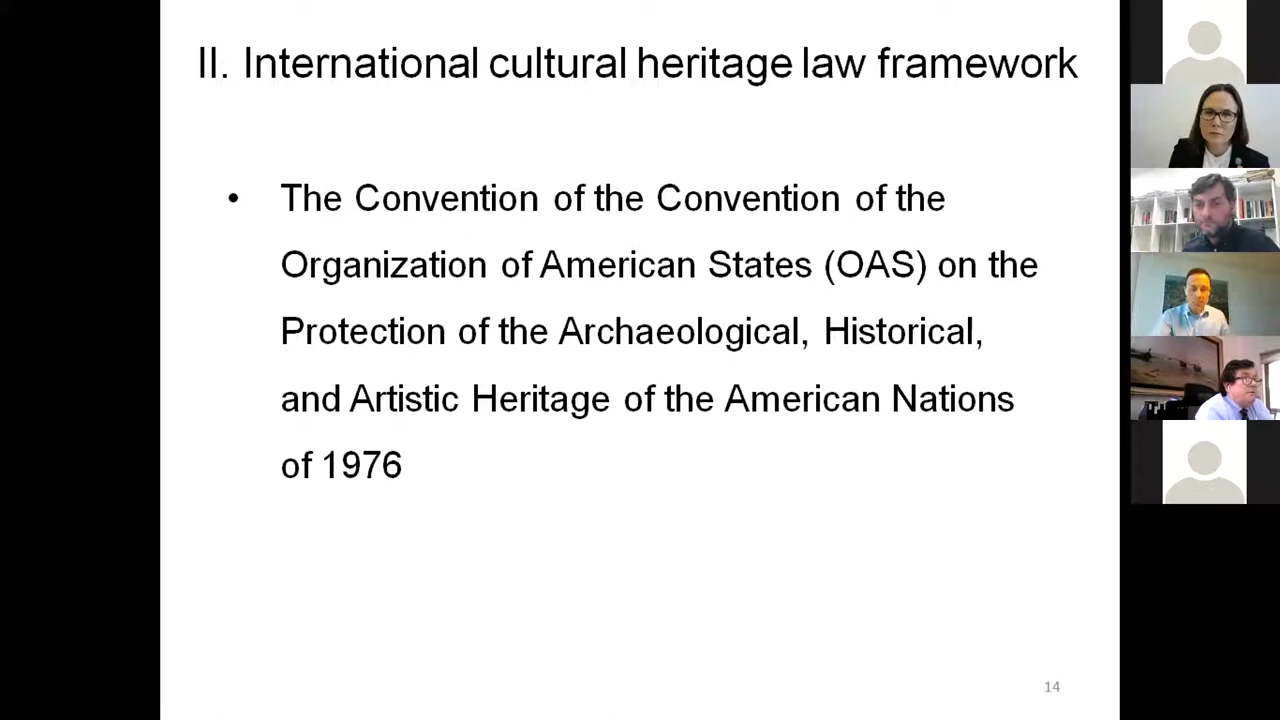 II. International cultural heritage law framework
• The Convention of the Convention of the
Organization of American States (OAS) on the
Protection of the Archaeological, Historical,
and Artistic Heritage of the American Nations
of 1976
14